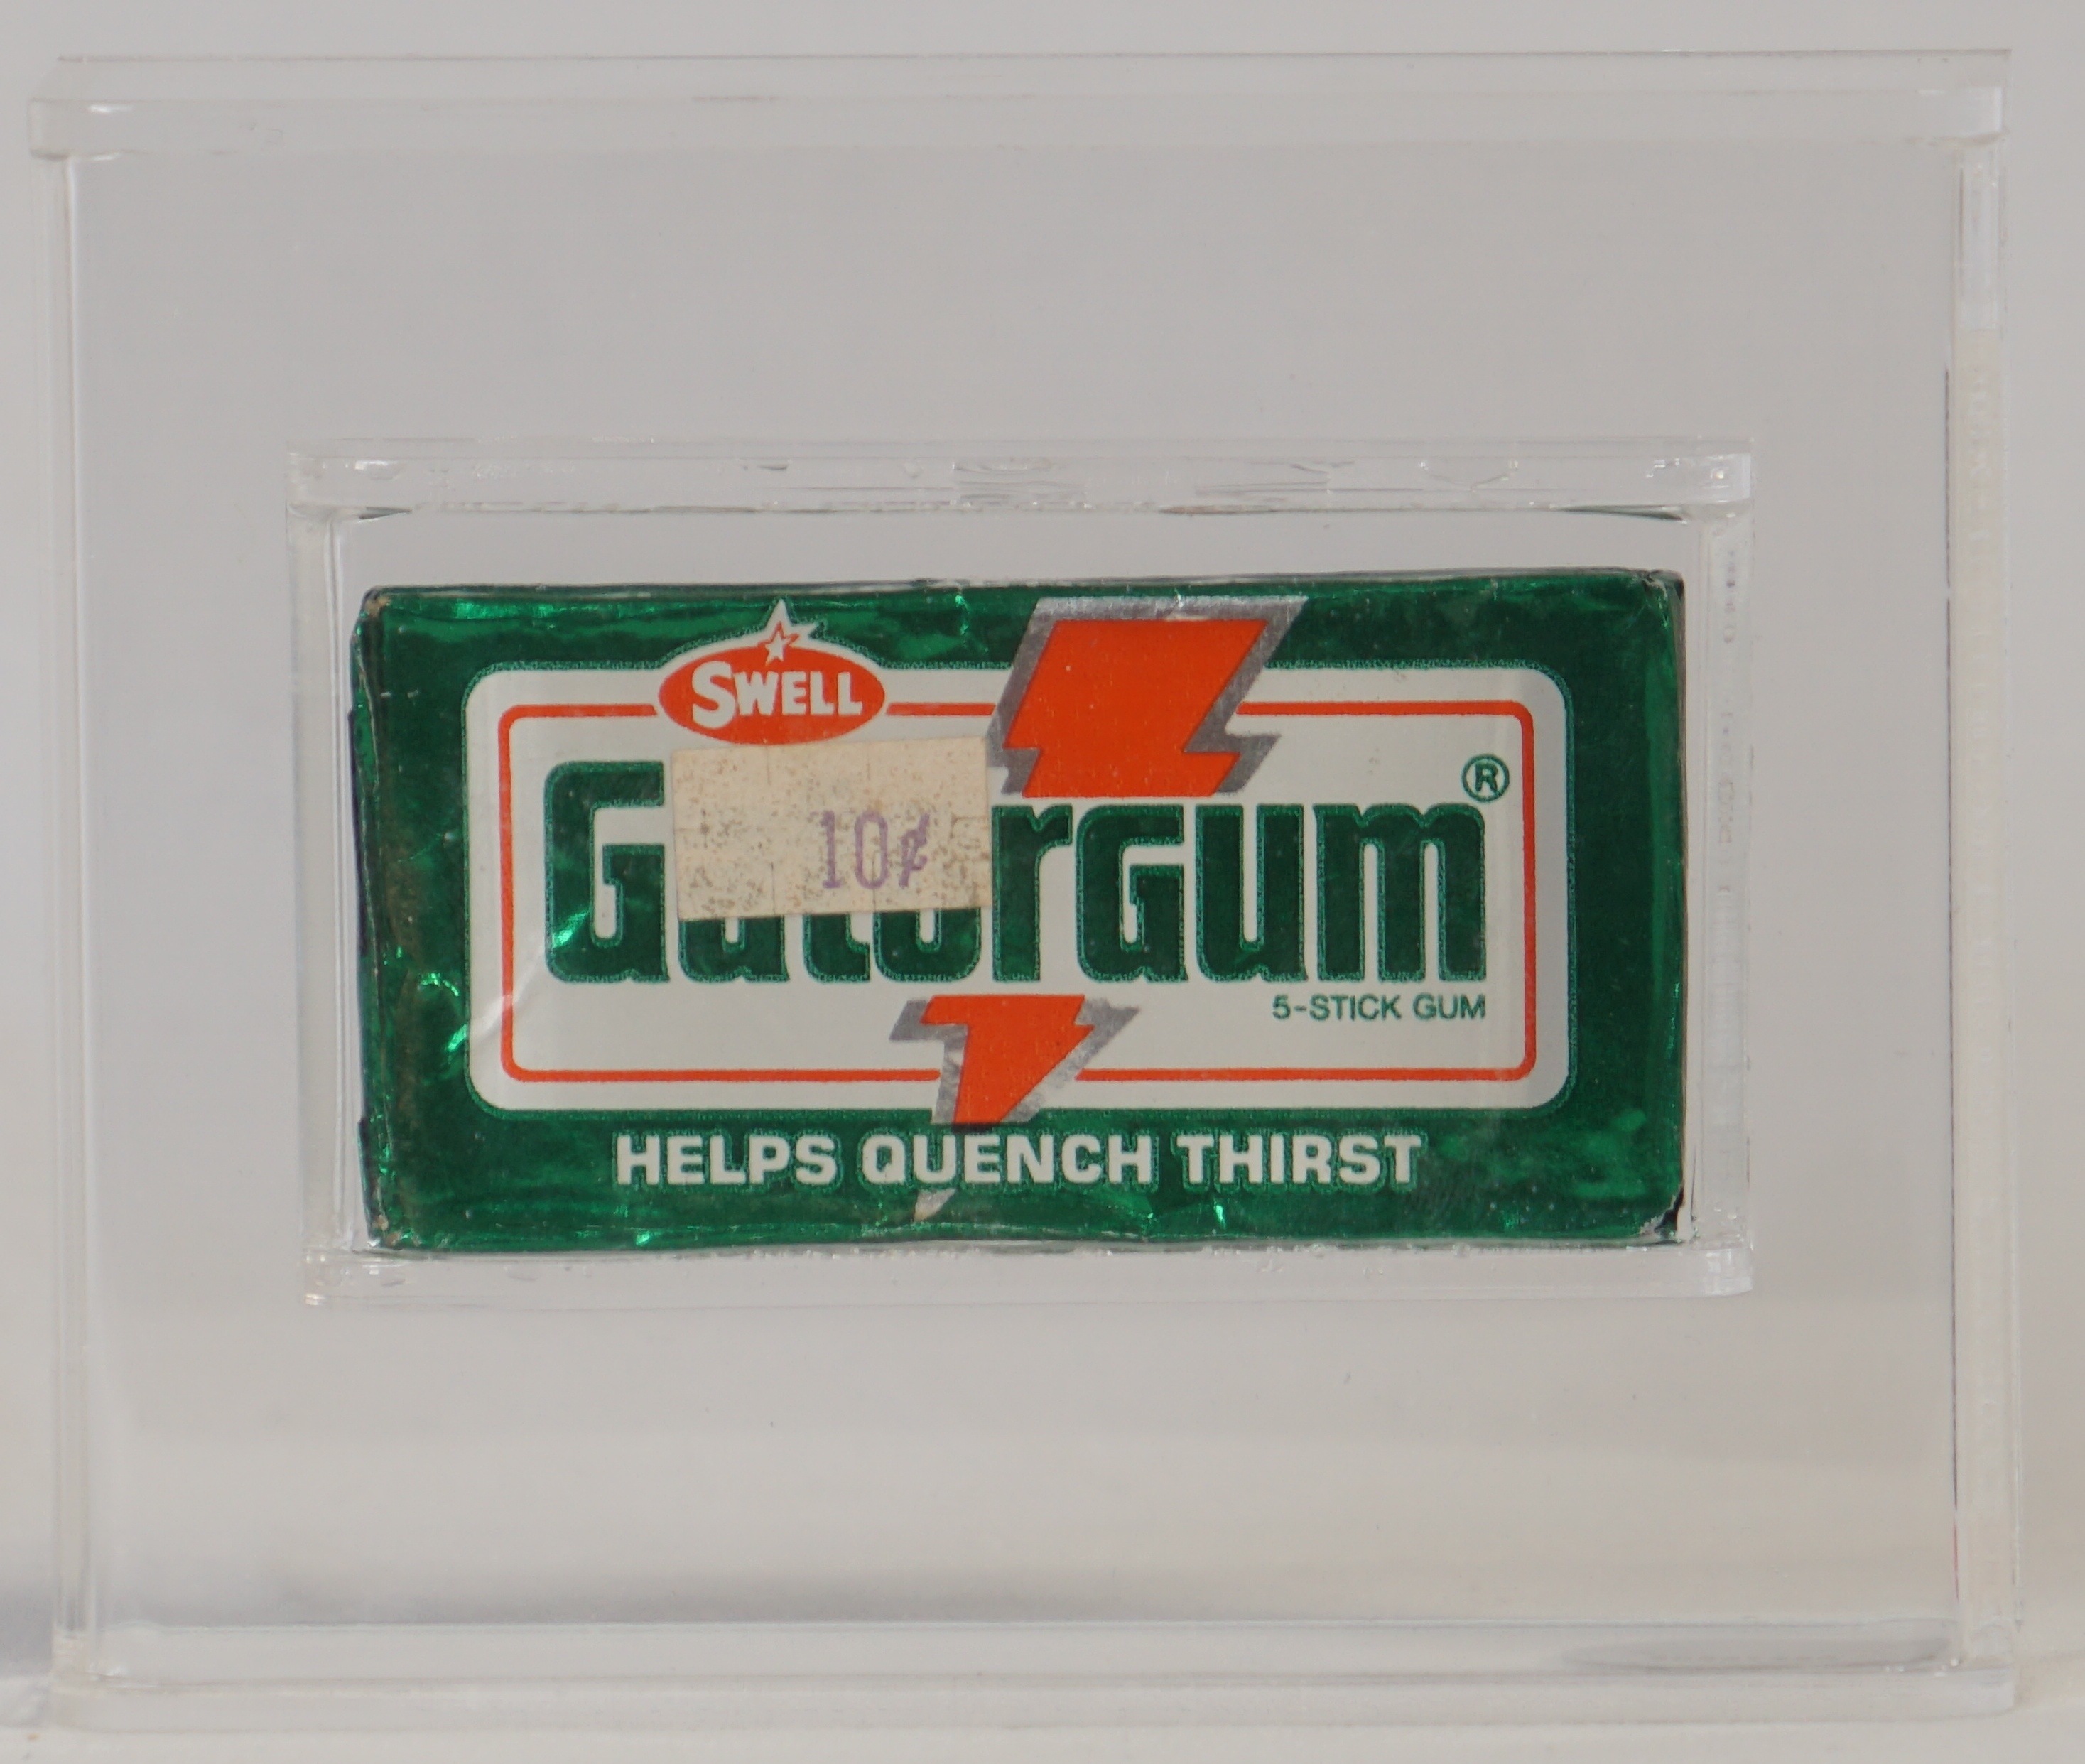 SWELL
GatorGum®
10¢
5-STICK GUM
HELPS QUENCH THIRST